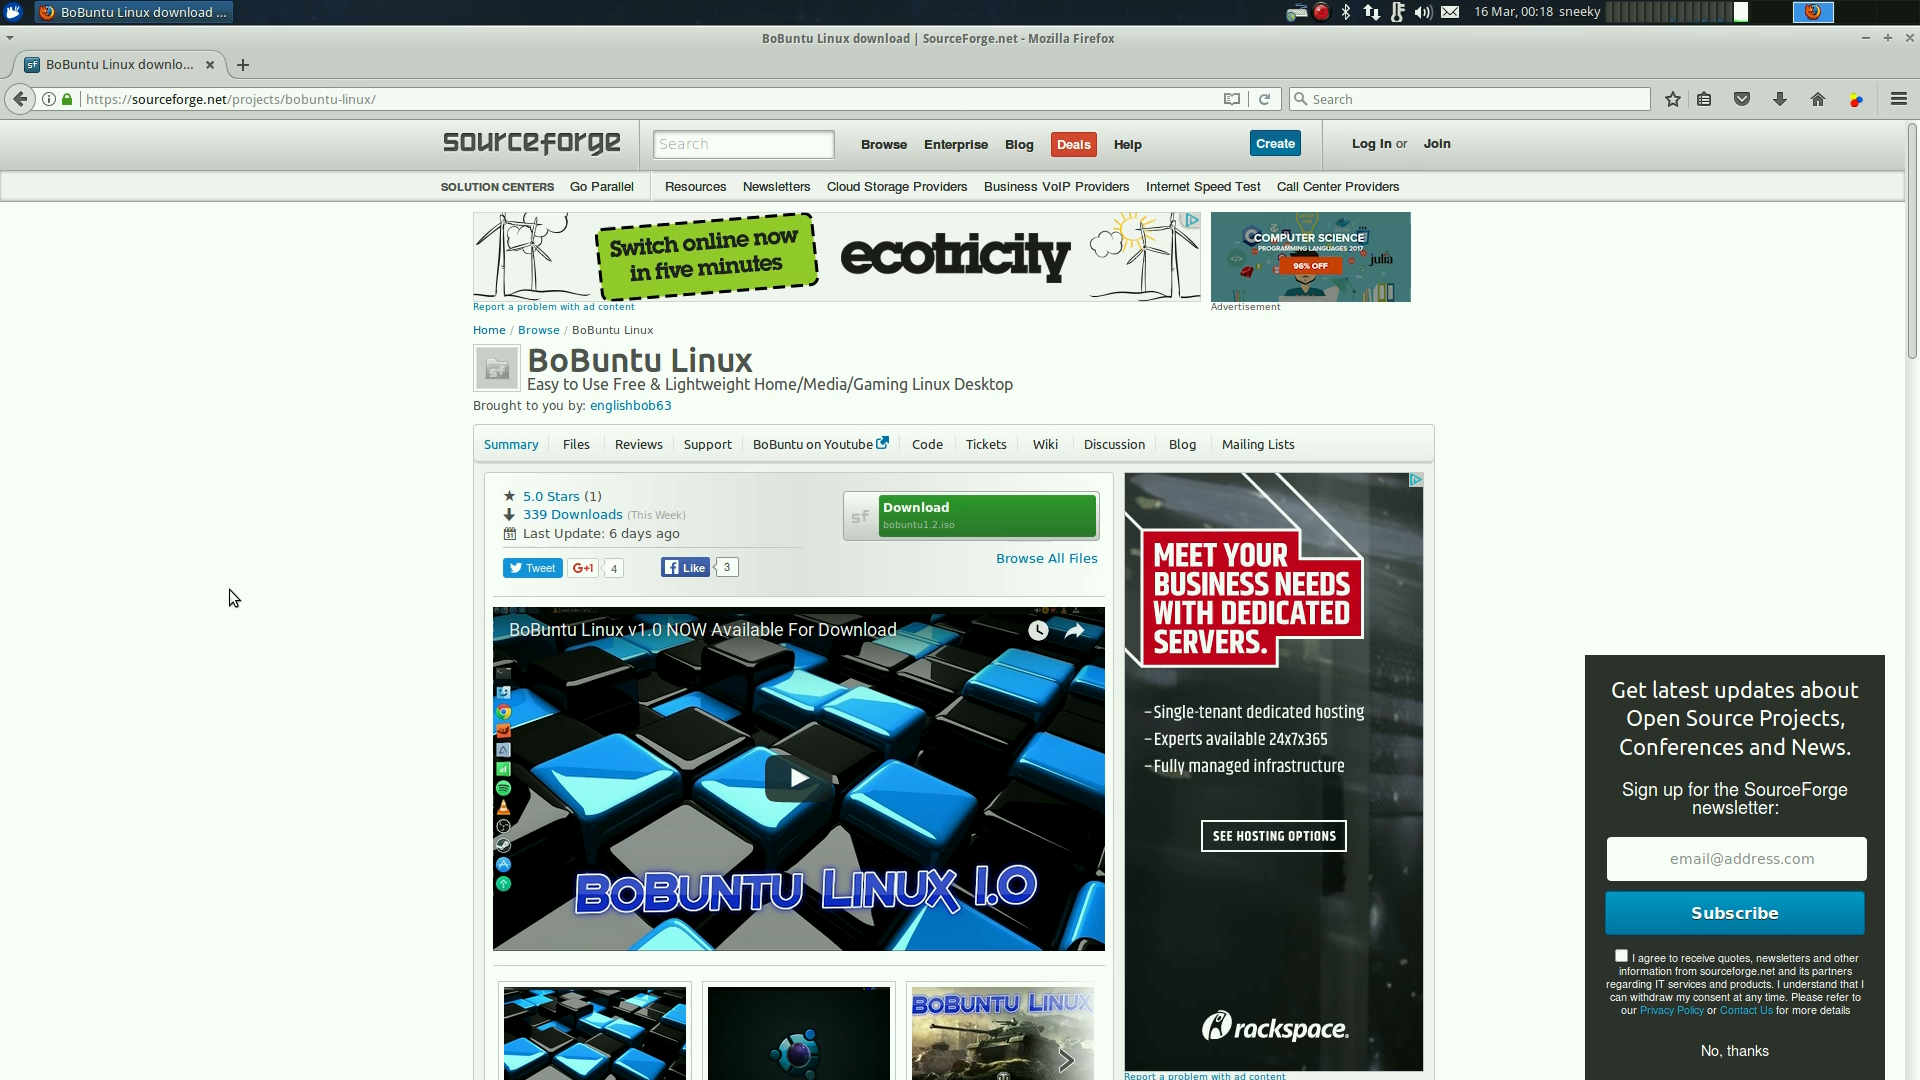 BoBuntu Linux download ...
16 Mar, 00:18 sneeky
BoBuntu Linux download | SourceForge.net - Mozilla Firefox
BoBuntu Linux downlo...
https://sourceforge.net/projects/bobuntu-linux/
Search
sourceforge
Search
Browse Enterprise Blog Deals Help
Create
Log In or Join
SOLUTION CENTERS Go Parallel Resources Newsletters Cloud Storage Providers Business VoIP Providers Internet Speed Test Call Center Providers
Switch online now
in five minutes
ecotricity
COMPUTER SCIENCE
PROGRAMMING LANGUAGES 2017
96% OFF
julia
Report a problem with ad content
Advertisement
Home / Browse / BoBuntu Linux
BoBuntu Linux
Easy to Use Free & Lightweight Home/Media/Gaming Linux Desktop
Brought to you by: englishbob63
Summary Files Reviews Support BoBuntu on Youtube Code Tickets Wiki Discussion Blog Mailing Lists
5.0 Stars (1)
339 Downloads (This Week)
Last Update: 6 days ago
Tweet G+1 4 Like 3
sf
Download
bobuntu1.2.iso
Browse All Files
BoBuntu Linux v1.0 NOW Available For Download
BOBUNTU LINUX 1.0
BOBUNTU LINUX
MEET YOUR
BUSINESS NEEDS
WITH DEDICATED
SERVERS.
–Single-tenant dedicated hosting
–Experts available 24x7x365
–Fully managed infrastructure
SEE HOSTING OPTIONS
rackspace.
Report a problem with ad content
Get latest updates about
Open Source Projects,
Conferences and News.
Sign up for the SourceForge
newsletter:
email@address.com
Subscribe
I agree to receive quotes, newsletters and other
information from sourceforge.net and its partners
regarding IT services and products. I understand that I
can withdraw my consent at any time. Please refer to
our Privacy Policy or Contact Us for more details
No, thanks